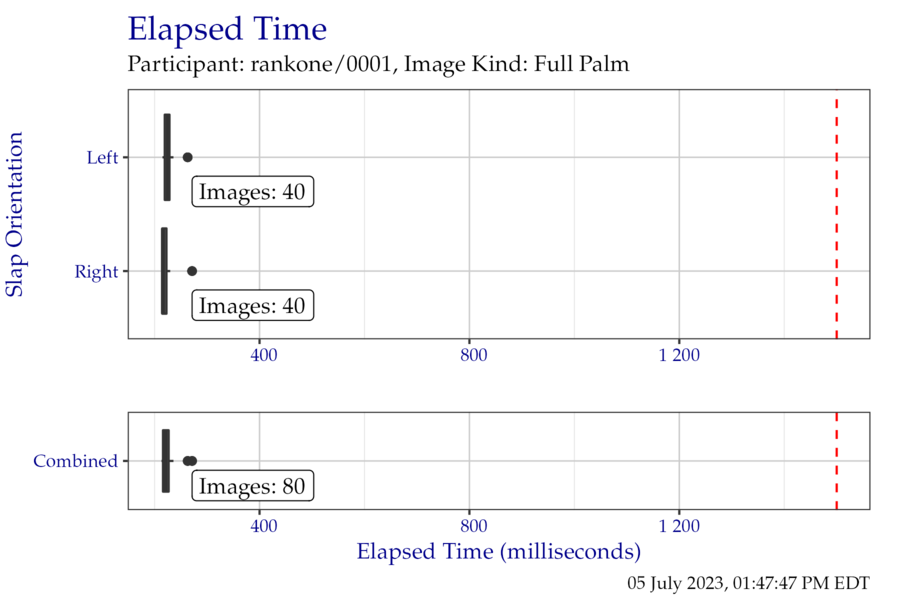 Elapsed Time
Participant: rankone/0001, Image Kind: Full Palm
Slap Orientation
Left
Images: 40
Right
Images: 40
400 800 1 200
Combined
Images: 80
400 800 1 200
Elapsed Time (milliseconds)
05 July 2023, 01:47:47 PM EDT